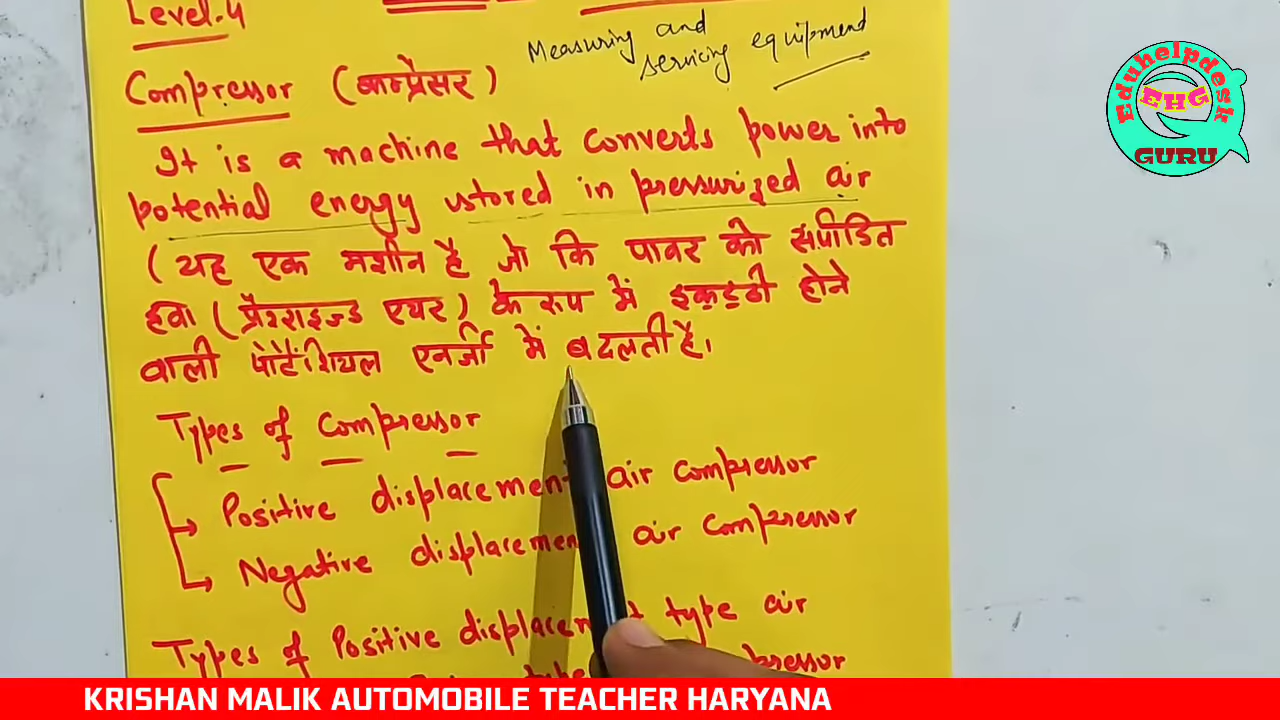 Level-4
Measuring and
servicing equipment
Compressor (कम्प्रेसर)
It is a machine that converts power into
potential energy stored in pressurized air
(यह एक मशीन है जो कि पावर को संपीडित
हवा (प्रैशराइज्ड एयर) के रुप में इकड़ठी होने
वाली पोटैंशियल एनर्जी में बदलती है।
Types of Compressor
Positive displacement air compressor
Negative displacement air compressor
Types of Positive displacement type air
Eduhelpdesk
EHG
GURU
KRISHAN MALIK AUTOMOBILE TEACHER HARYANA